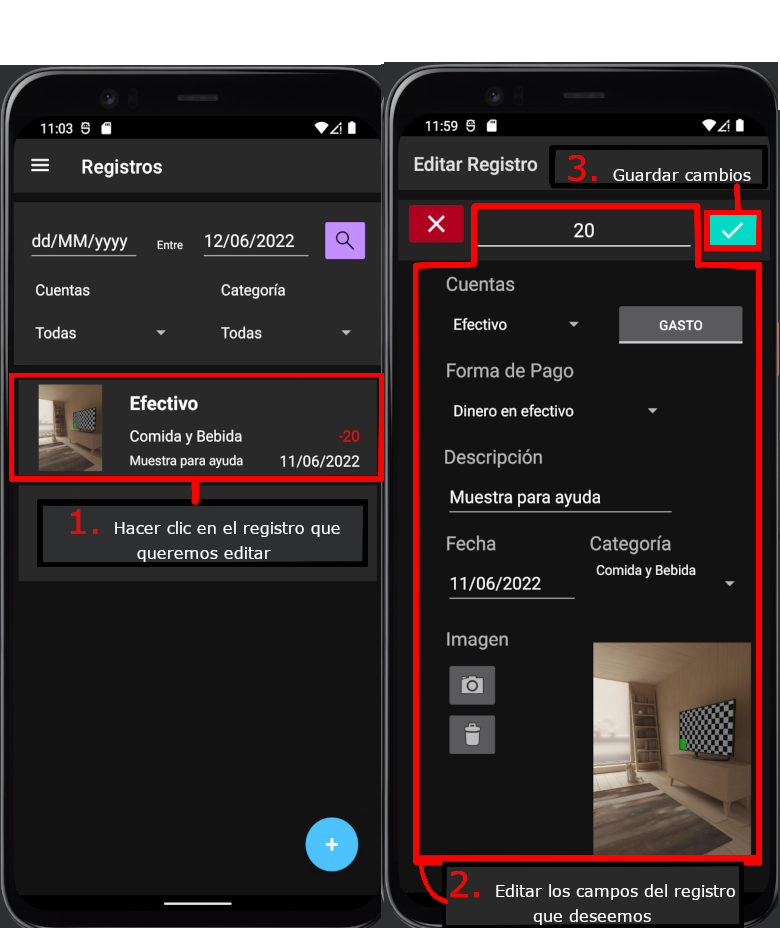 11:03
Registros
dd/MM/yyyy Entre 12/06/2022
Cuentas Categoría
Todas Todas
Efectivo
Comida y Bebida -20
Muestra para ayuda 11/06/2022
1. Hacer clic en el registro que
queremos editar
+
11:59
Editar Registro
3. Guardar cambios
20
Cuentas
Efectivo GASTO
Forma de Pago
Dinero en efectivo
Descripción
Muestra para ayuda
Fecha Categoría
11/06/2022 Comida y Bebida
Imagen
2. Editar los campos del registro
que deseemos